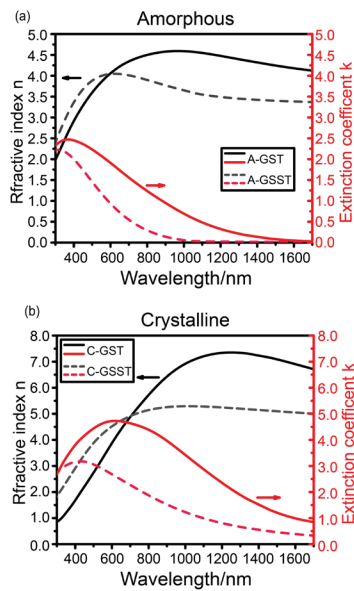 (a) Amorphous
5.0 5.0
4.5 4.5
4.0 4.0
3.5 3.5
3.0 3.0
2.5 2.5
2.0 2.0
1.5 1.5
1.0 1.0
0.5 0.5
0.0 0.0
Rfractive index n
Extinction coefficent k
A-GST
A-GSST
400 600 800 1000 1200 1400 1600
Wavelength/nm
(b) Crystalline
8.0 8.0
7.0 7.0
6.0 6.0
5.0 5.0
4.0 4.0
3.0 3.0
2.0 2.0
1.0 1.0
0.0 0.0
Rfractive index n
Extinction coefficent k
C-GST
C-GSST
400 600 800 1000 1200 1400 1600
Wavelength/nm